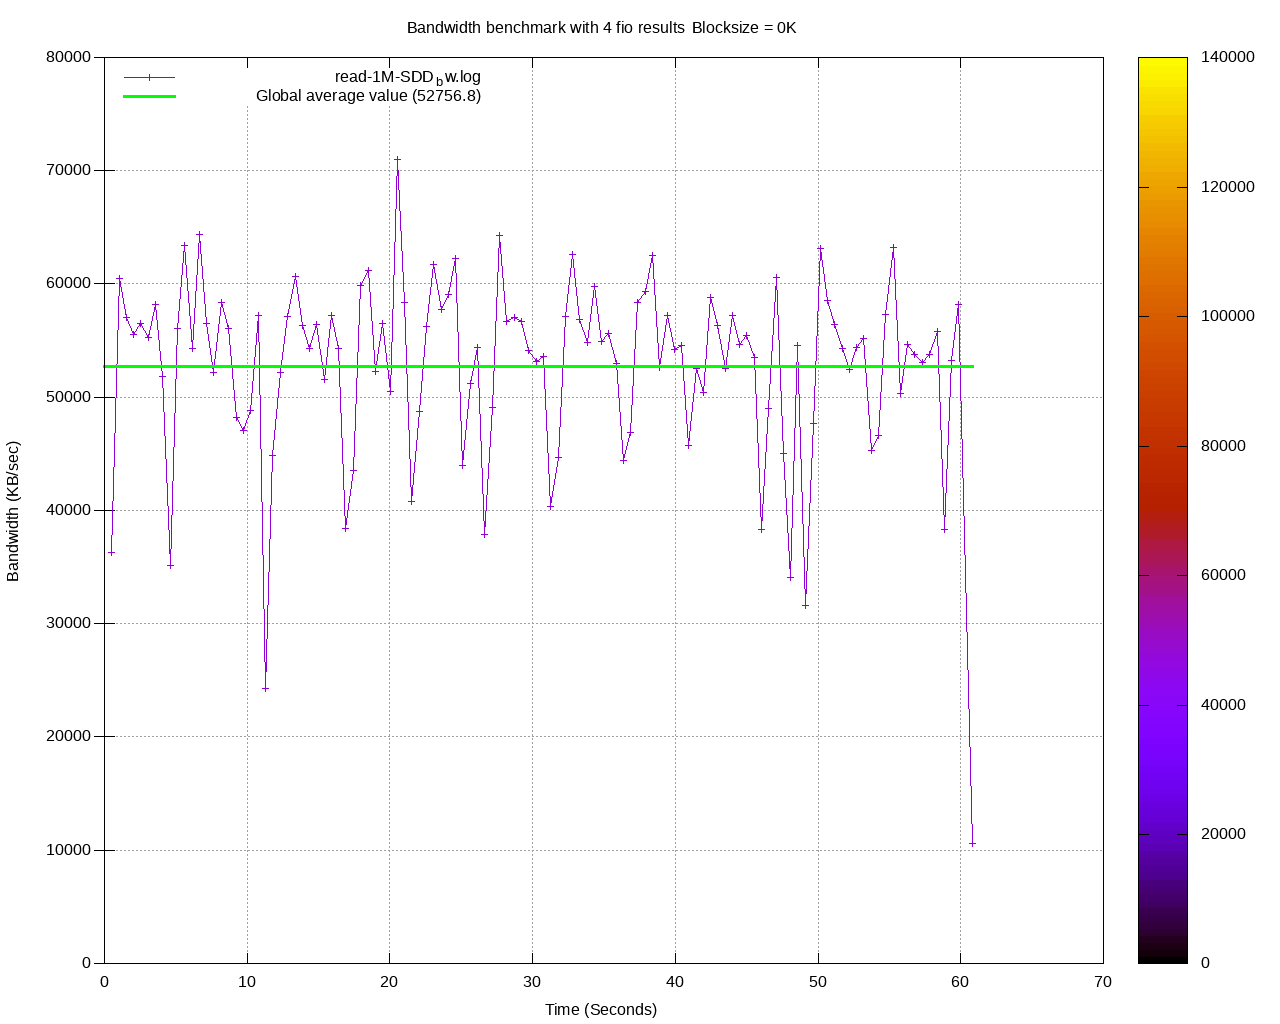 Bandwidth benchmark with 4 fio results Blocksize = 0K
read-1M-SDD_bw.log
Global average value (52756.8)
80000
70000
60000
50000
40000
30000
20000
10000
0
Bandwidth (KB/sec)
0 10 20 30 40 50 60 70
Time (Seconds)
140000
120000
100000
80000
60000
40000
20000
0